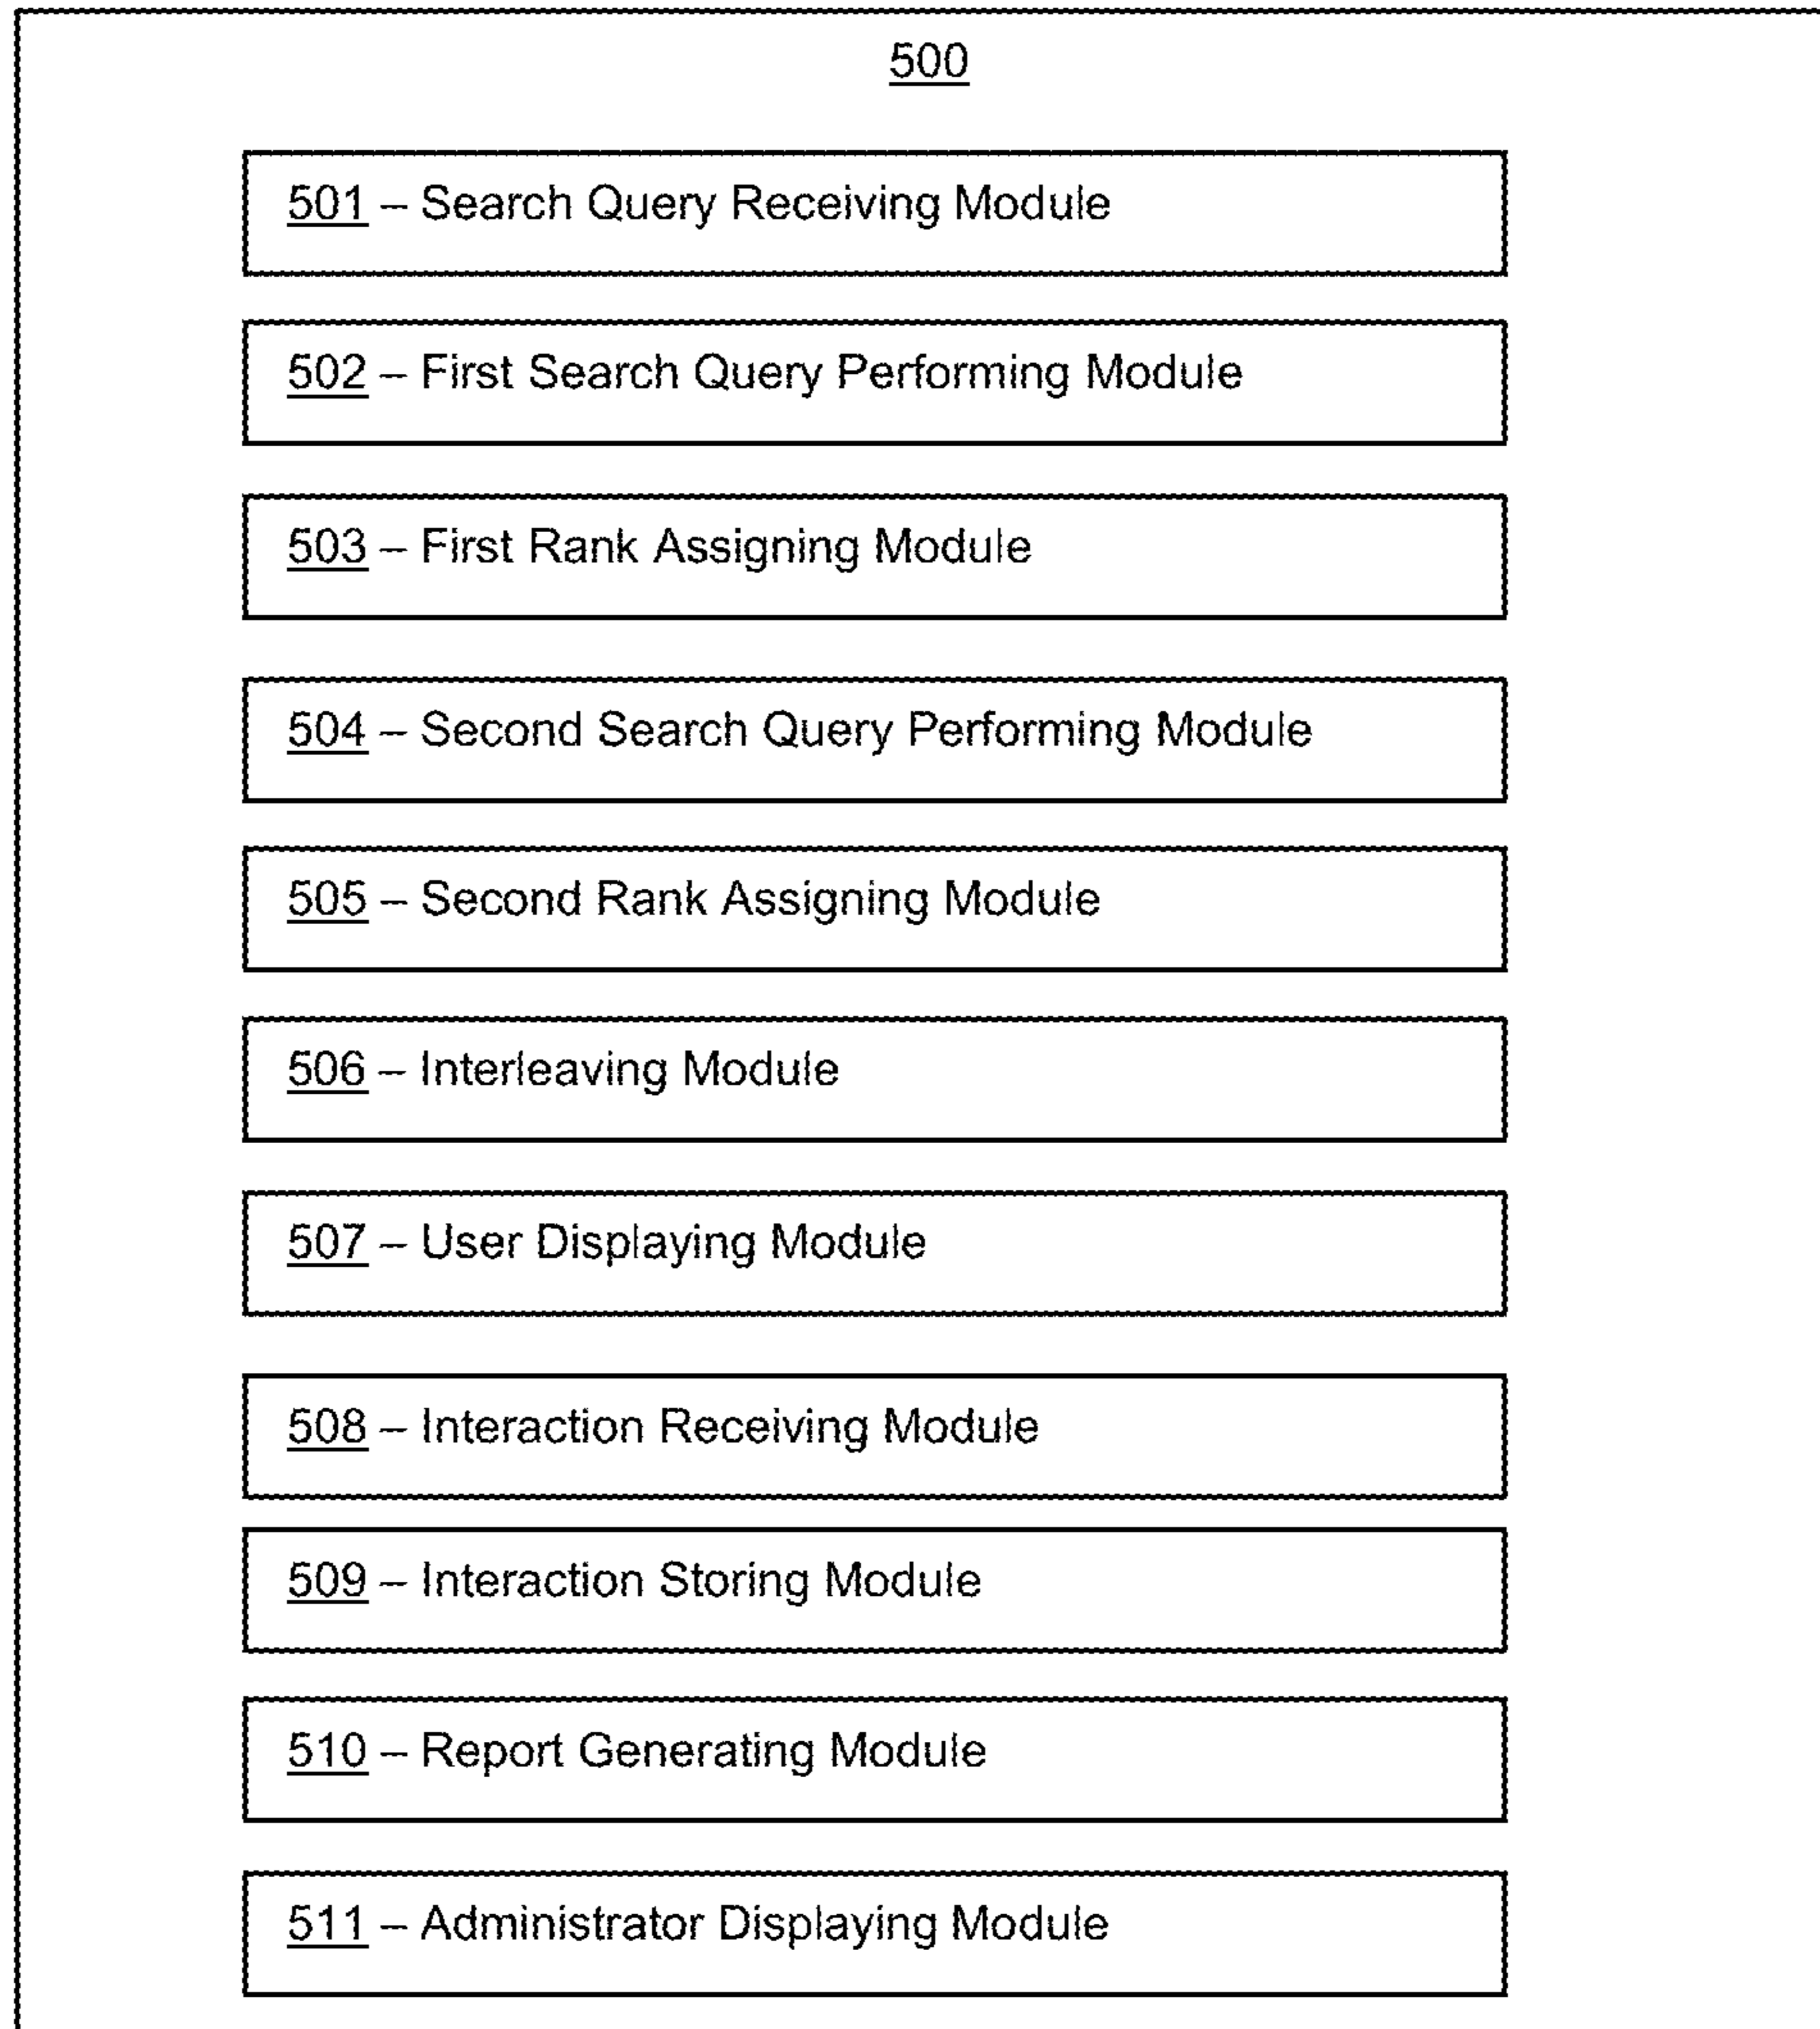 500
501 – Search Query Receiving Module
502 – First Search Query Performing Module
503 – First Rank Assigning Module
504 – Second Search Query Performing Module
505 – Second Rank Assigning Module
506 – Interleaving Module
507 – User Displaying Module
508 – Interaction Receiving Module
509 – Interaction Storing Module
510 – Report Generating Module
511 – Administrator Displaying Module